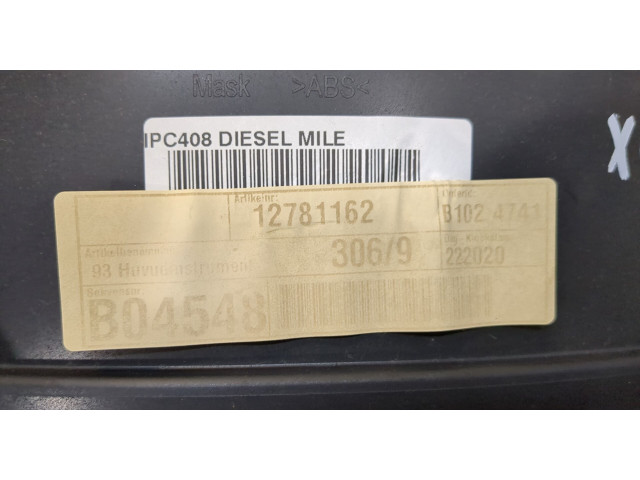 Mask >ABS<
IPC408 DIESEL MILE
Artikelnr:
12781162
B102 4741
306/9
93 Huvudinstrument
222020
B04548